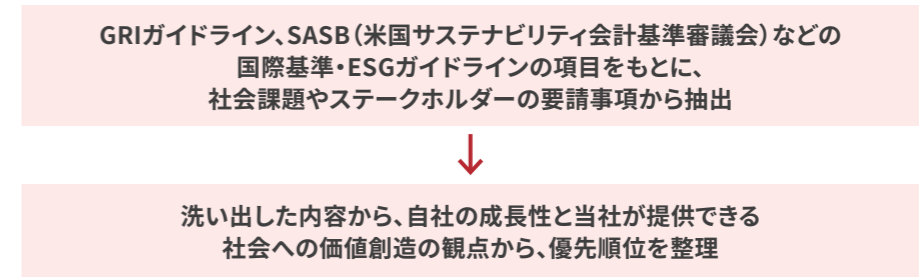 GRIガイドライン、SASB（米国サステナビリティ会計基準審議会）などの
国際基準・ESGガイドラインの項目をもとに、
社会課題やステークホルダーの要請事項から抽出
洗い出した内容から、自社の成長性と当社が提供できる
社会への価値創造の観点から、優先順位を整理